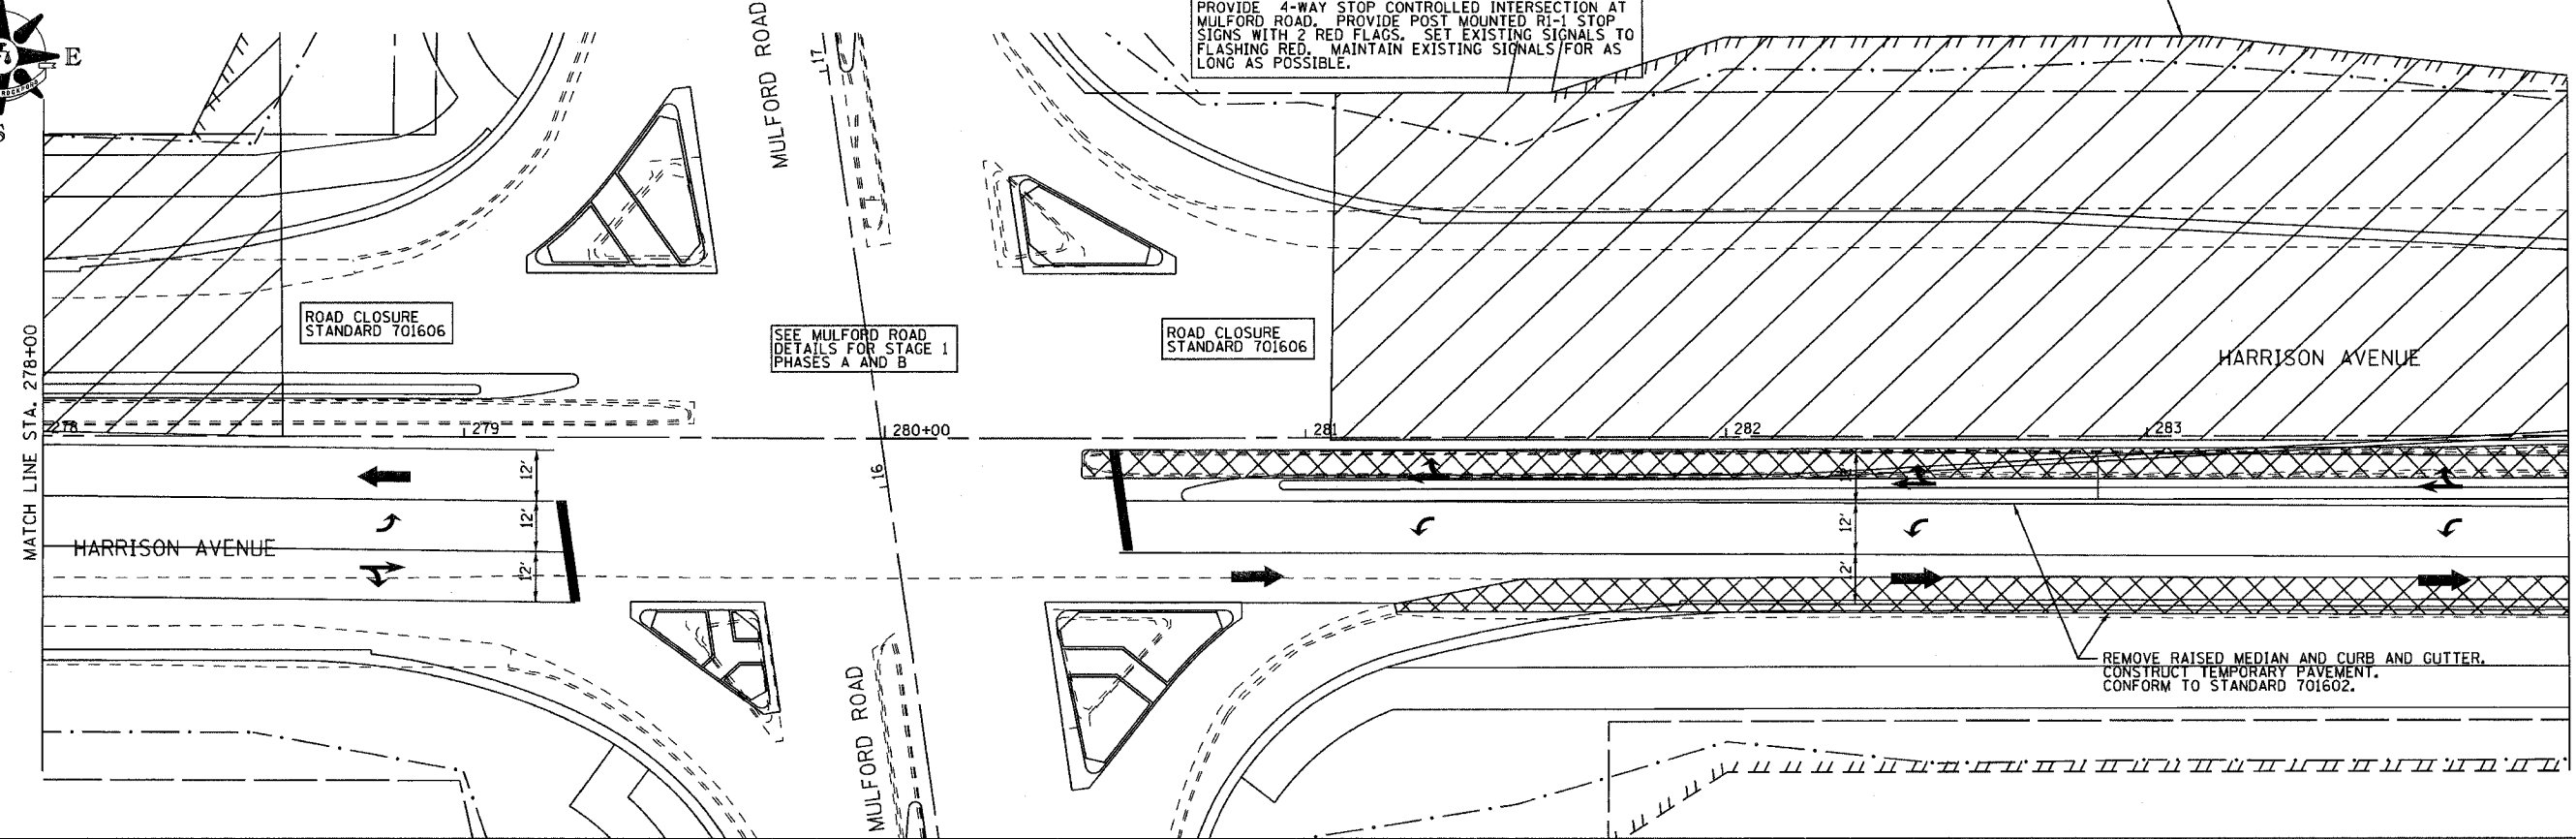 PROVIDE 4-WAY STOP CONTROLLED INTERSECTION AT
MULFORD ROAD. PROVIDE POST MOUNTED R1-1 STOP
SIGNS WITH 2 RED FLAGS. SET EXISTING SIGNALS TO
FLASHING RED. MAINTAIN EXISTING SIGNALS FOR AS
LONG AS POSSIBLE.
E
S
ROCKFORD
MULFORD ROAD
17
ROAD CLOSURE
STANDARD 701606
SEE MULFORD ROAD
DETAILS FOR STAGE 1
PHASES A AND B
ROAD CLOSURE
STANDARD 701606
HARRISON AVENUE
MATCH LINE STA. 278+00
278
279
280+00
281
282
283
16
12'
12'
12'
12'
12'
12'
HARRISON AVENUE
MULFORD ROAD
REMOVE RAISED MEDIAN AND CURB AND GUTTER.
CONSTRUCT TEMPORARY PAVEMENT.
CONFORM TO STANDARD 701602.